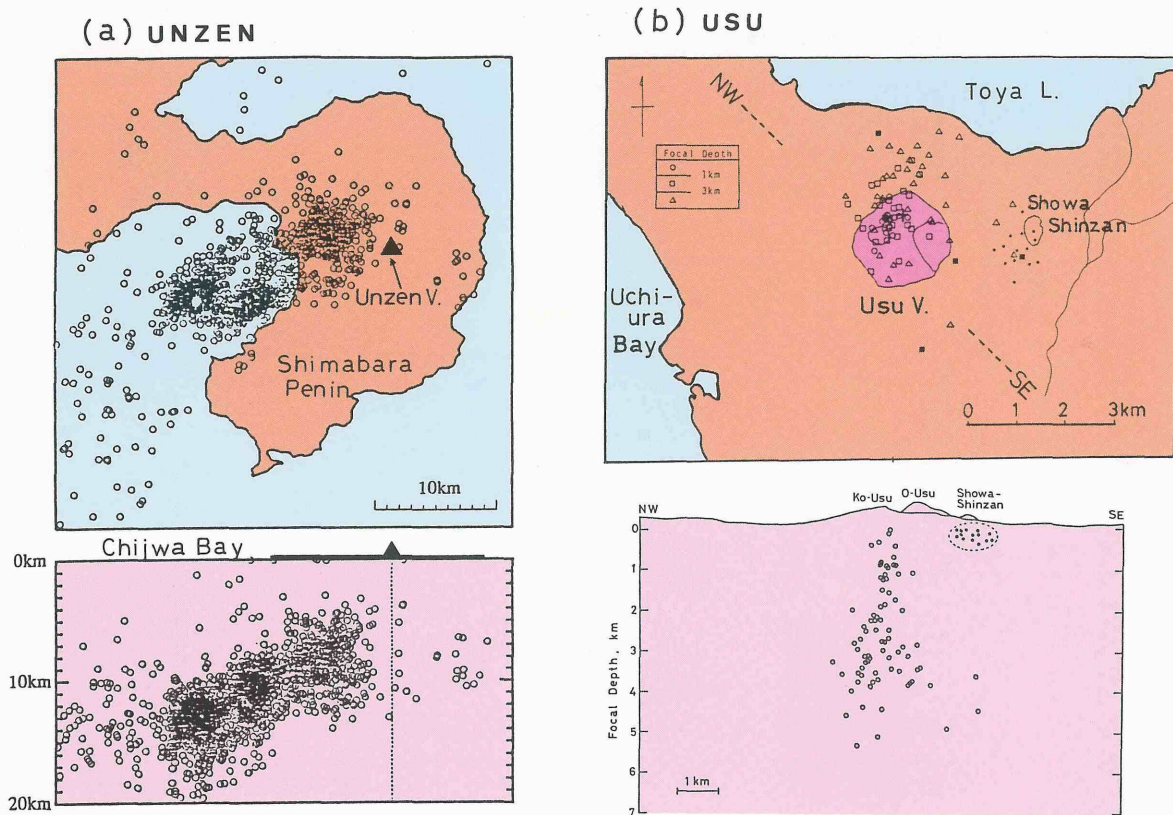 (a) UNZEN
Unzen V.
Shimabara
Penin.
10km
Chijwa Bay
0km
10km
20km
(b) USU
NW
Toya L.
Focal Depth
1km
3km
Showa
Shinzan
Uchi-
ura
Bay
Usu V.
SE
0 1 2 3km
Ko-Usu
O-Usu
Showa-
Shinzan
NW
SE
0
1
2
3
4
5
6
7
Focal Depth, km
1 km